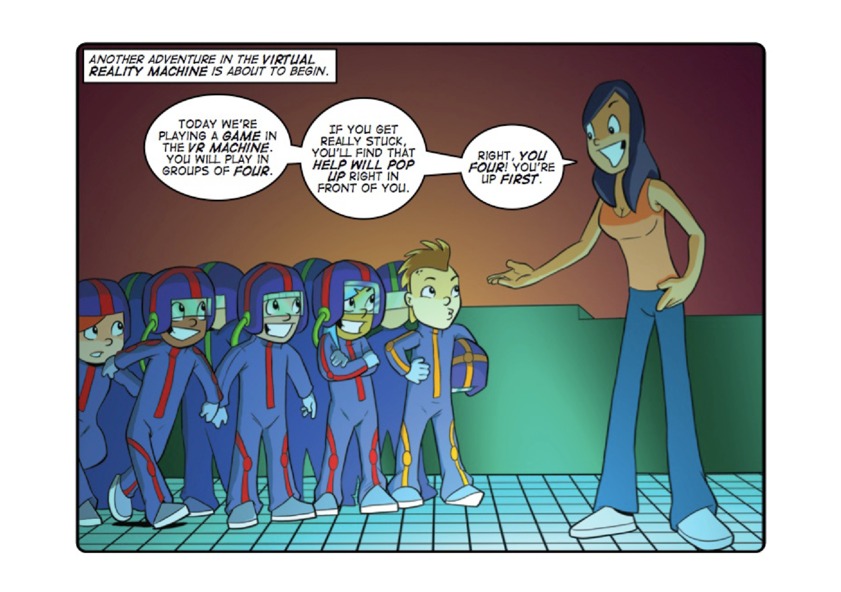 ANOTHER ADVENTURE IN THE VIRTUAL
REALITY MACHINE IS ABOUT TO BEGIN.
TODAY WE'RE
PLAYING A GAME IN
THE VR MACHINE.
YOU WILL PLAY IN
GROUPS OF FOUR.
IF YOU GET
REALLY STUCK,
YOU'LL FIND THAT
HELP WILL POP
UP RIGHT IN
FRONT OF YOU.
RIGHT, YOU
FOUR! YOU'RE
UP FIRST.